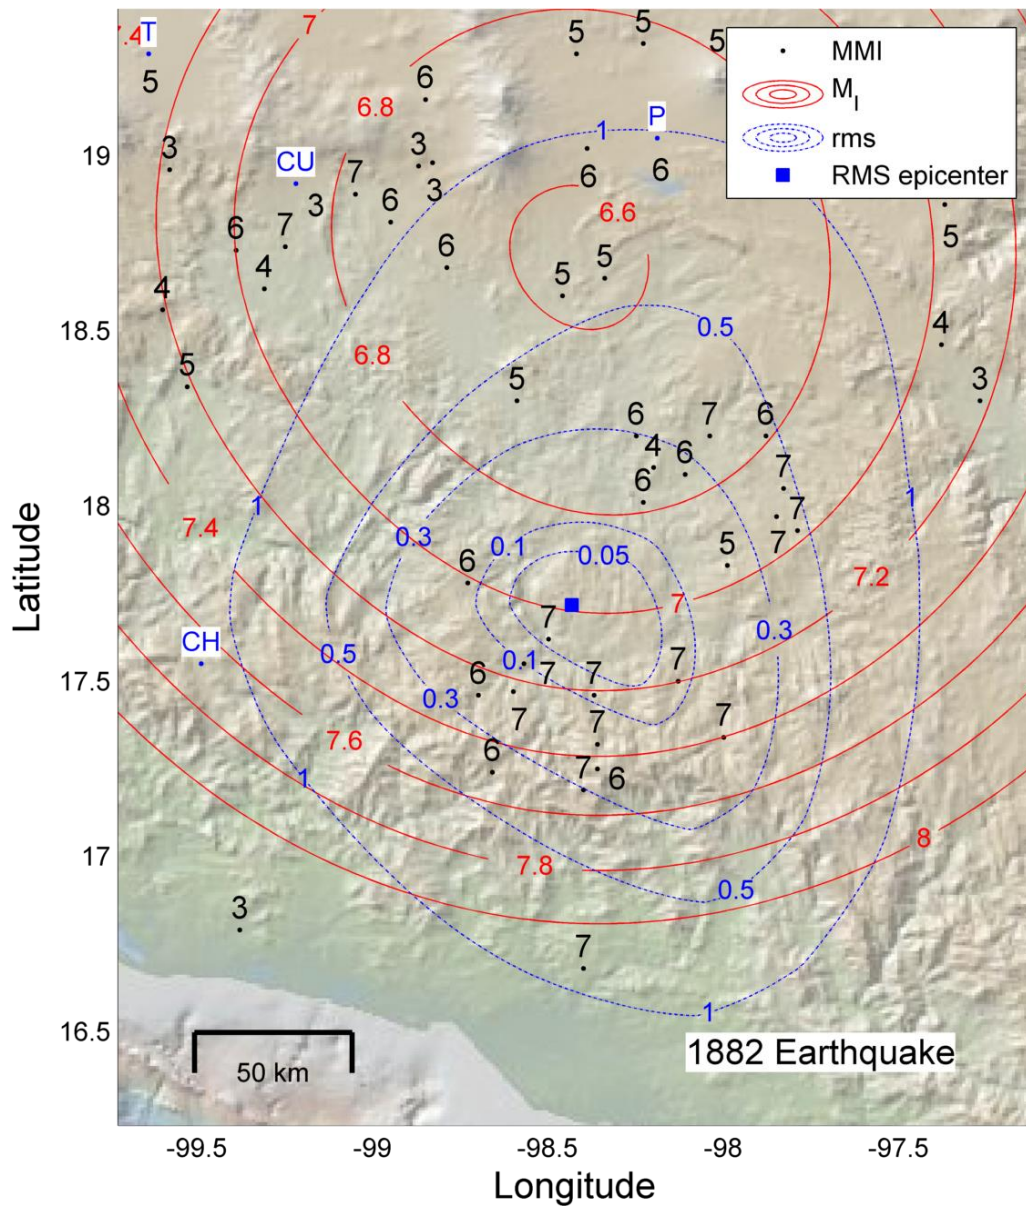 7.4 T 7 5 5 5
MMI
M_I
rms
RMS epicenter
5 6 6.8
1 P
19
3 CU 3 7 6 3 6 6
6 7 3 6 6 6.6 5
4 5 5
4
18.5
6.8 0.5 4
5 5 3
6 7 6
4 6 7
18
1 6 7 1
7.4 0.3 0.1 5 7
6 0.05 7.2
Latitude
7 7
CH 0.5 0.1 7 7 7 0.3
17.5
6 0.3 7 7 7
7.6 6 7 6
1
17
7.8 8
0.5
3
7
16.5
1
1882 Earthquake
50 km
-99.5 -99 -98.5 -98 -97.5
Longitude